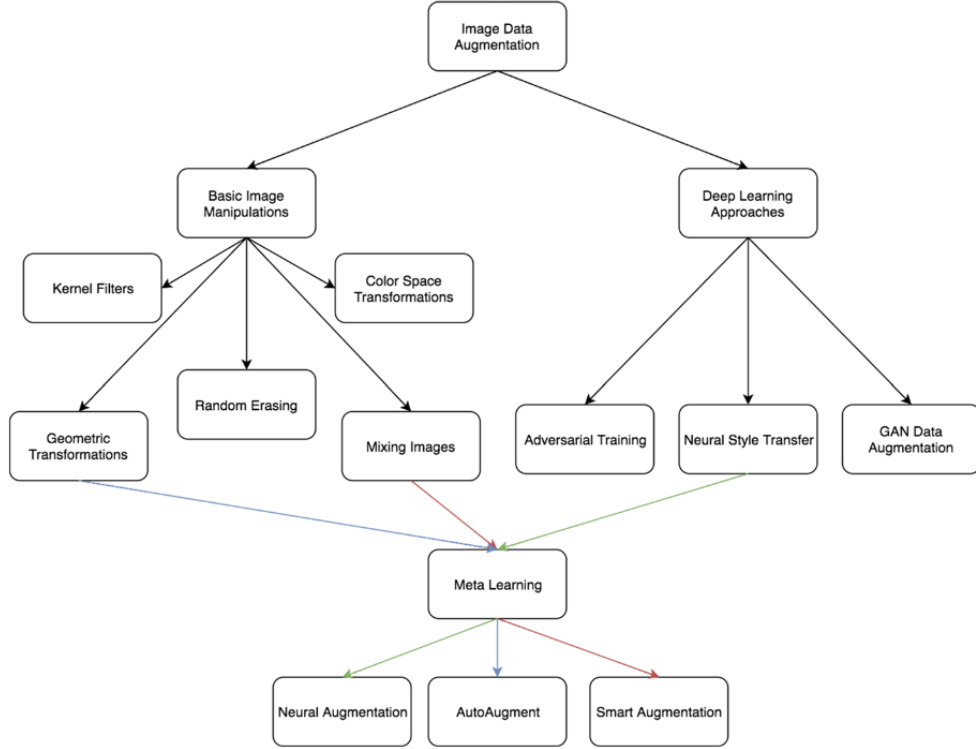 Image Data
Augmentation
Basic Image
Manipulations
Deep Learning
Approaches
Kernel Filters
Color Space
Transformations
Random Erasing
Geometric
Transformations
Mixing Images
Adversarial Training
Neural Style Transfer
GAN Data
Augmentation
Meta Learning
Neural Augmentation
AutoAugment
Smart Augmentation